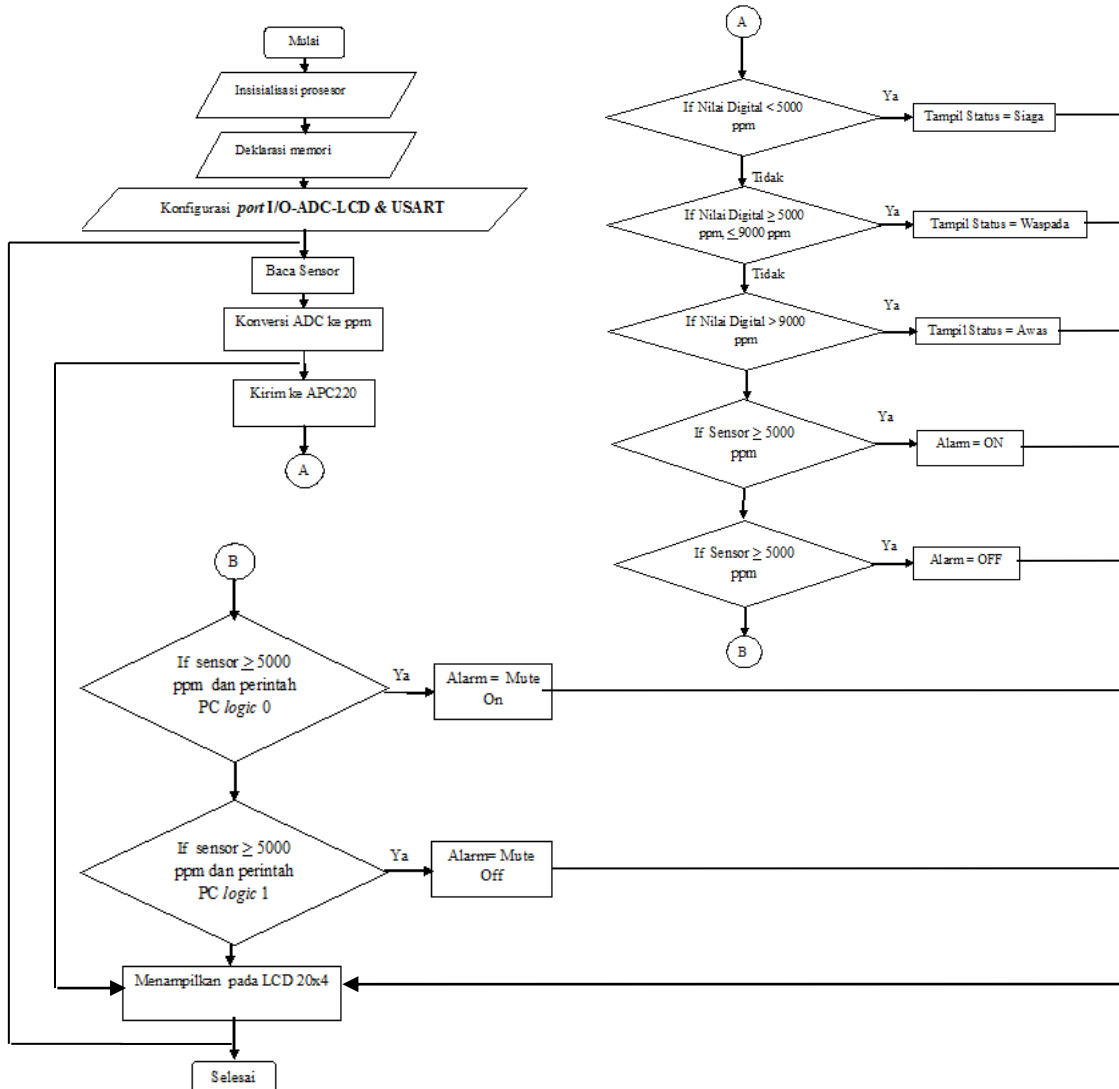 Mulai
Insisialisasi prosesor
Deklarasi memori
Konfigurasi port I/O-ADC-LCD & USART
Baca Sensor
Konversi ADC ke ppm
Kirim ke APC220
A
A
If Nilai Digital < 5000
ppm
Ya
Tampil Status = Siaga
Tidak
If Nilai Digital ≥ 5000
ppm, ≤ 9000 ppm
Ya
Tampil Status = Waspada
Tidak
If Nilai Digital > 9000
ppm
Ya
Tampil Status = Awas
If Sensor ≥ 5000
ppm
Ya
Alarm = ON
If Sensor ≥ 5000
ppm
Ya
Alarm = OFF
B
B
If sensor ≥ 5000
ppm dan perintah
PC logic 0
Ya
Alarm = Mute
On
If sensor ≥ 5000
ppm dan perintah
PC logic 1
Ya
Alarm= Mute
Off
Menampilkan pada LCD 20x4
Selesai